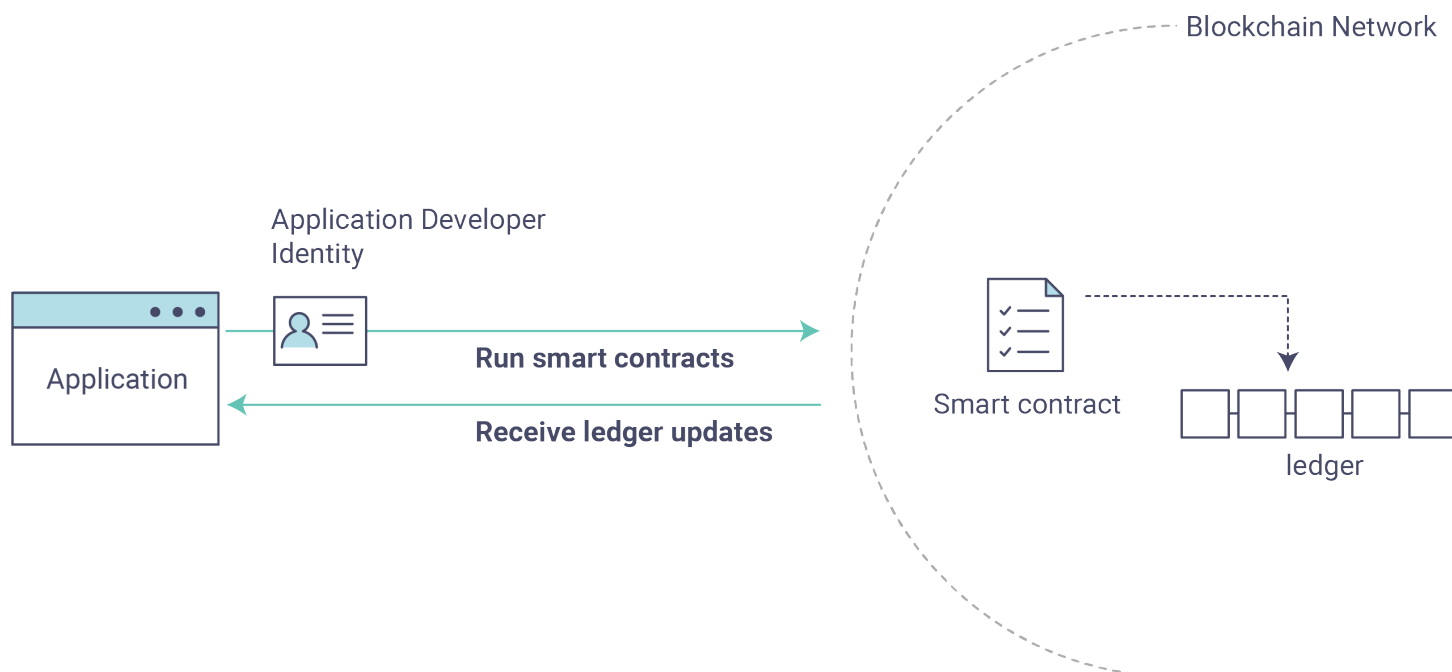 Blockchain Network
Application Developer
Identity
Application
Run smart contracts
Receive ledger updates
Smart contract
ledger